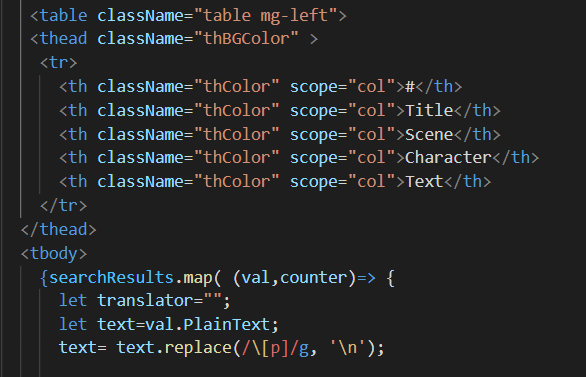 <table className="table mg-left">
<thead className="thBGColor" >
<tr>
<th className="thColor" scope="col">#</th>
<th className="thColor" scope="col">Title</th>
<th className="thColor" scope="col">Scene</th>
<th className="thColor" scope="col">Character</th>
<th className="thColor" scope="col">Text</th>
</tr>
</thead>
<tbody>
{searchResults.map( (val,counter)=> {
let translator="";
let text=val.PlainText;
text= text.replace(/\[p]/g, '\n');